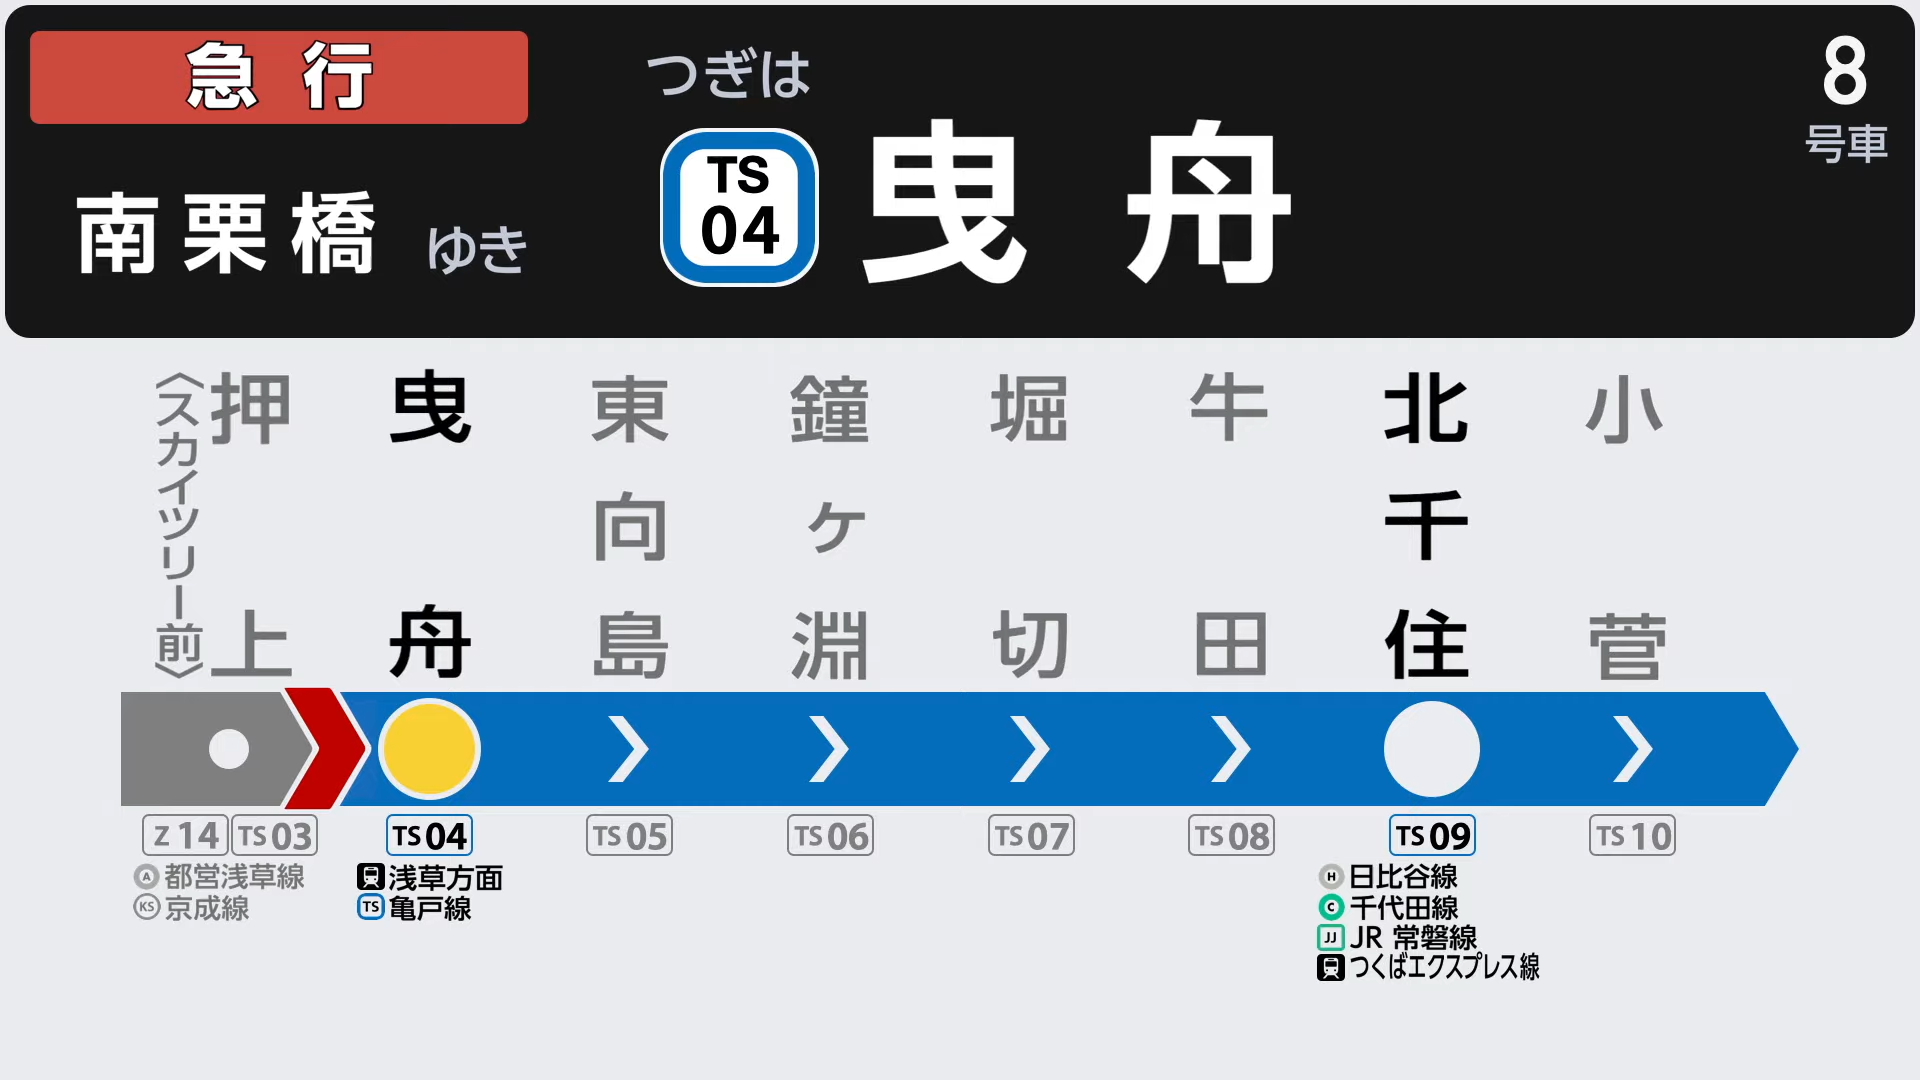 急行
つぎは
8
号車
南栗橋 ゆき
TS
04
曳舟
押上
〈スカイツリー前〉
曳舟
東向島
鐘ヶ淵
堀切
牛田
北千住
小菅
Z 14 TS 03
TS 04
TS 05
TS 06
TS 07
TS 08
TS 09
TS 10
A 都営浅草線
KS 京成線
浅草方面
TS 亀戸線
H 日比谷線
C 千代田線
JJ JR 常磐線
つくばエクスプレス線